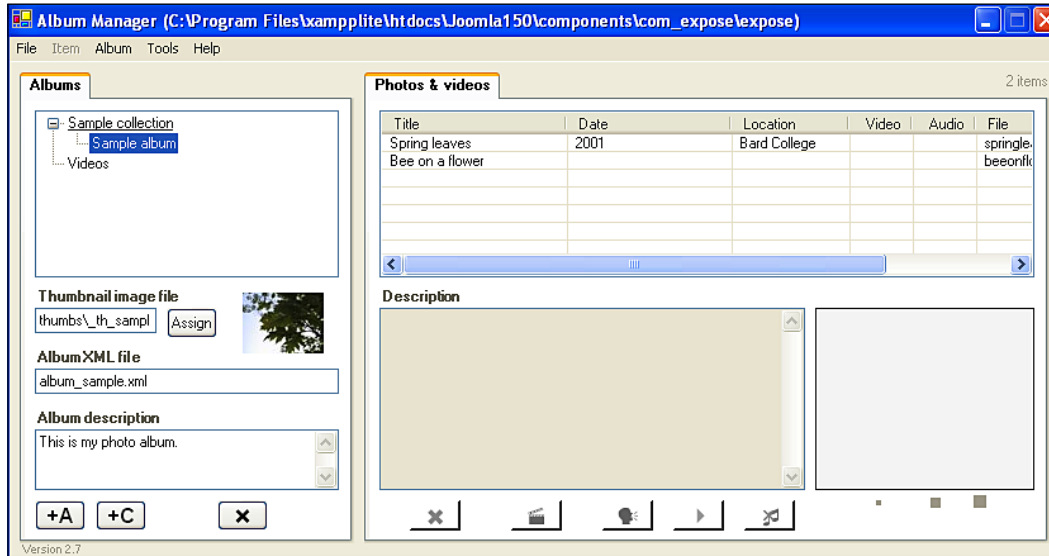 Album Manager (C:\Program Files\xampplite\htdocs\Joomla150\components\com_expose\expose)
File Item Album Tools Help
Albums
Sample collection
Sample album
Videos
Thumbnail image file
thumbs\_th_sampl Assign
Album XML file
album_sample.xml
Album description
This is my photo album.
+A +C
Version 2.7
Photos & videos 2 items
Title Date Location Video Audio File
Spring leaves 2001 Bard College springle
Bee on a flower beeonflo
Description